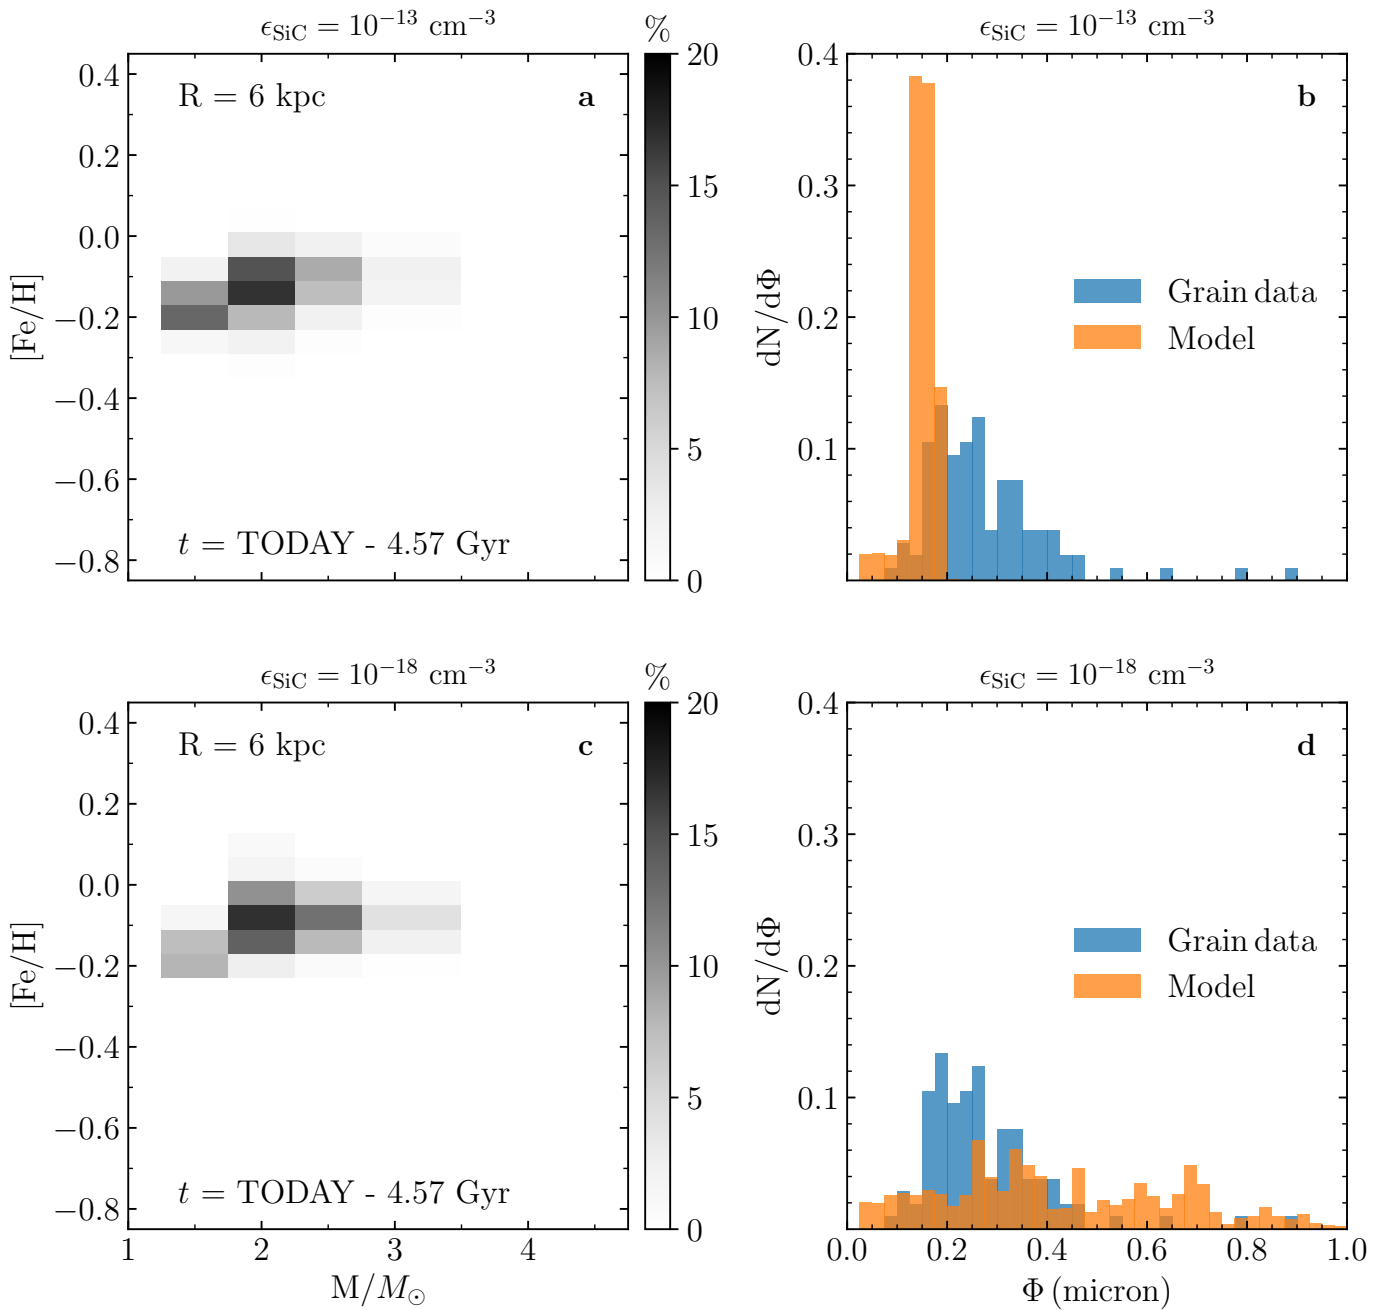 ϵ_SiC = 10⁻¹³ cm⁻³
%
R = 6 kpc
a
[Fe/H]
0.4
0.2
0.0
−0.2
−0.4
−0.6
−0.8
t = TODAY - 4.57 Gyr
20
15
10
5
0
ϵ_SiC = 10⁻¹³ cm⁻³
b
dN/dΦ
0.4
0.3
0.2
0.1
Grain data
Model
ϵ_SiC = 10⁻¹⁸ cm⁻³
%
R = 6 kpc
c
[Fe/H]
0.4
0.2
0.0
−0.2
−0.4
−0.6
−0.8
t = TODAY - 4.57 Gyr
1 2 3 4
M/M_⊙
20
15
10
5
0
ϵ_SiC = 10⁻¹⁸ cm⁻³
d
dN/dΦ
0.4
0.3
0.2
0.1
Grain data
Model
0.0 0.2 0.4 0.6 0.8 1.0
Φ (micron)